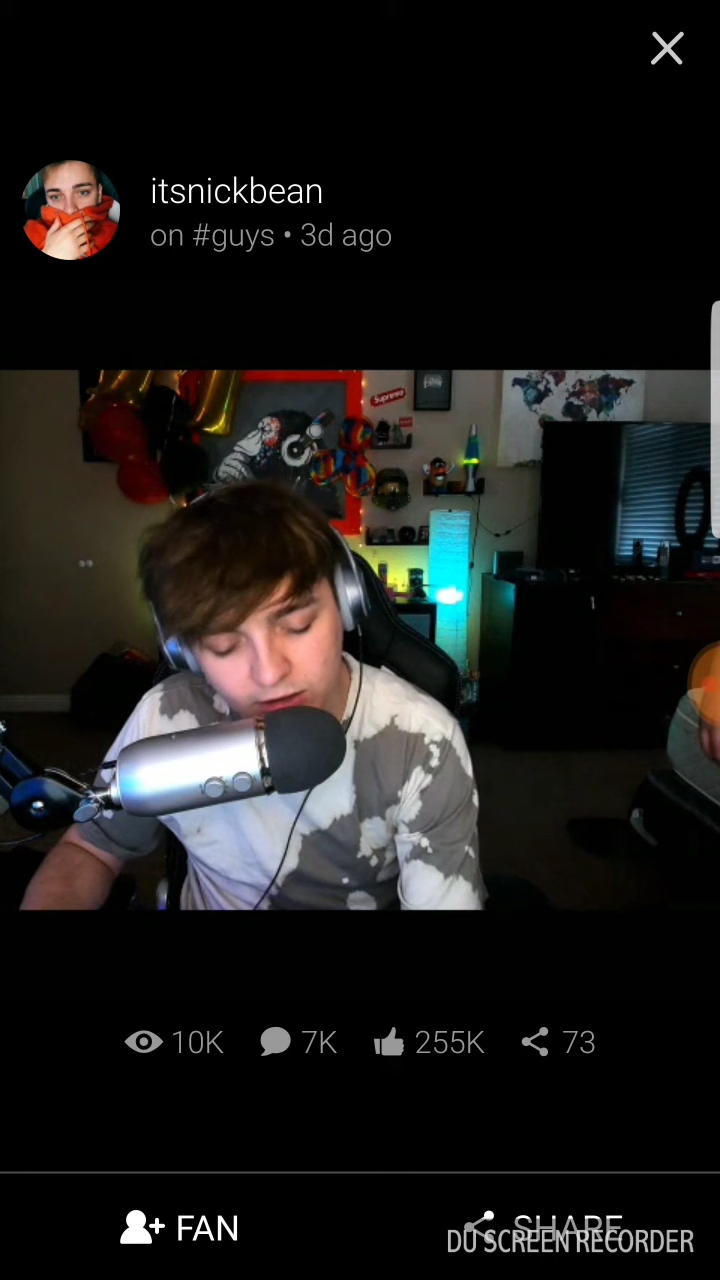 itsnickbean
on #guys • 3d ago
Supreme
10K 7K 255K 73
FAN SHARE
DU SCREEN RECORDER